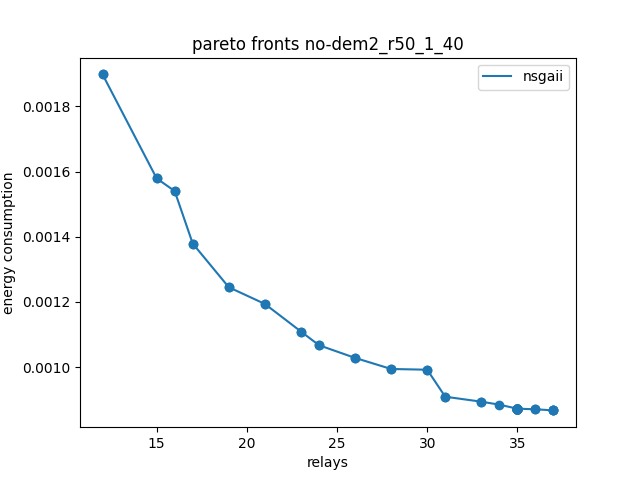 pareto fronts no-dem2_r50_1_40
nsgaii
energy consumption
0.0018
0.0016
0.0014
0.0012
0.0010
15 20 25 30 35
relays